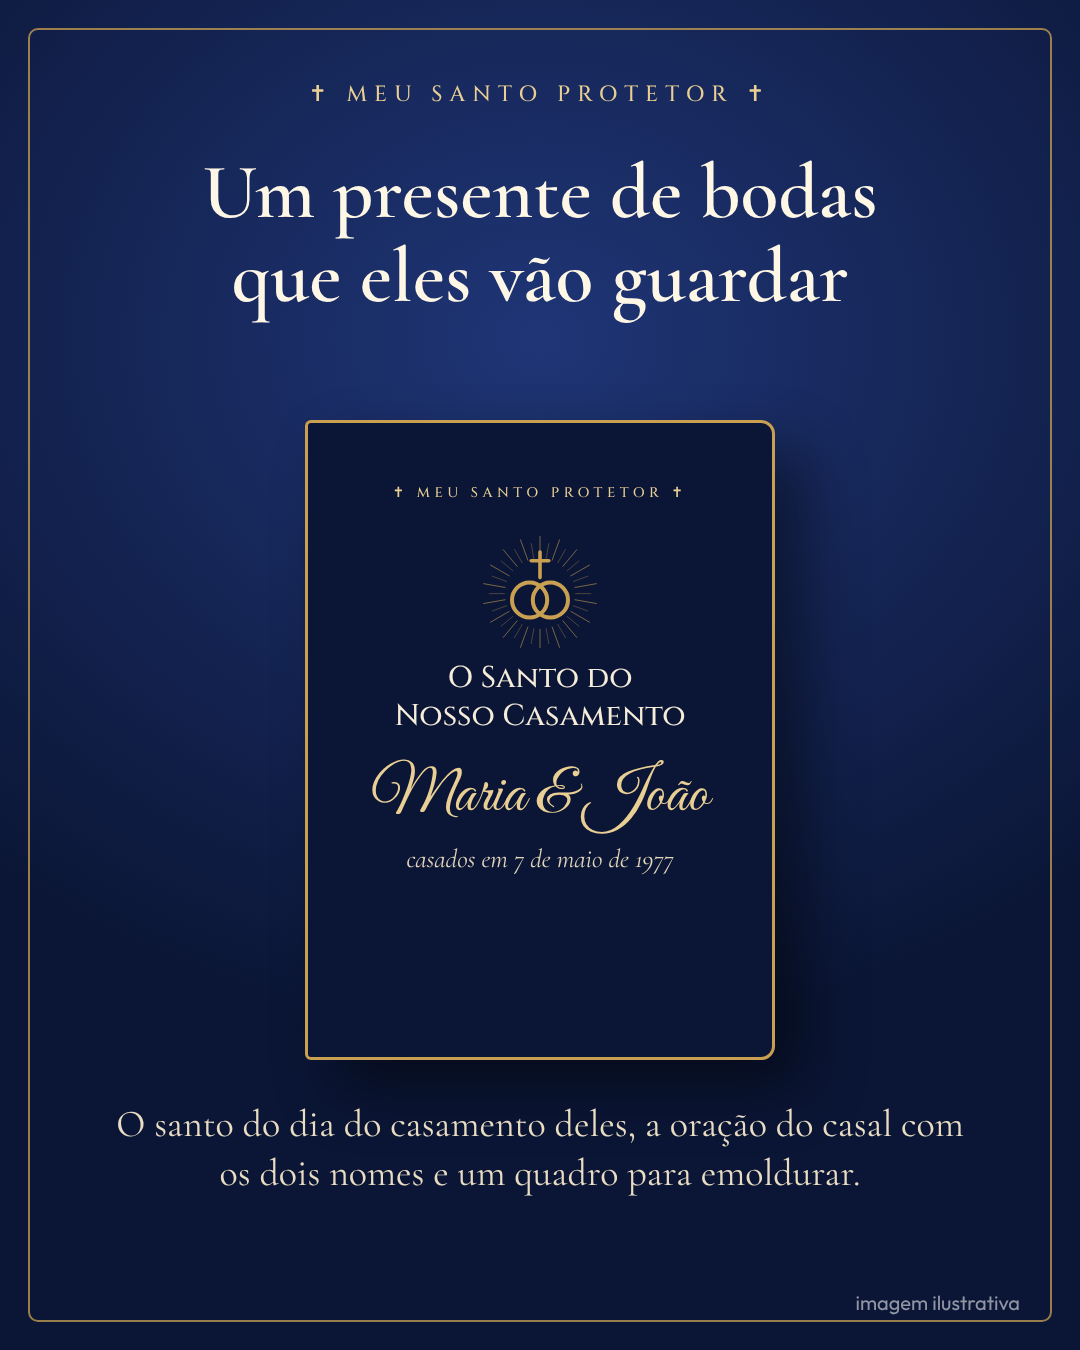 ✝ MEU SANTO PROTETOR ✝
Um presente de bodas
que eles vão guardar
✝ MEU SANTO PROTETOR ✝
O Santo do
Nosso Casamento
Maria & João
casados em 7 de maio de 1977
O santo do dia do casamento deles, a oração do casal com
os dois nomes e um quadro para emoldurar.
imagem ilustrativa